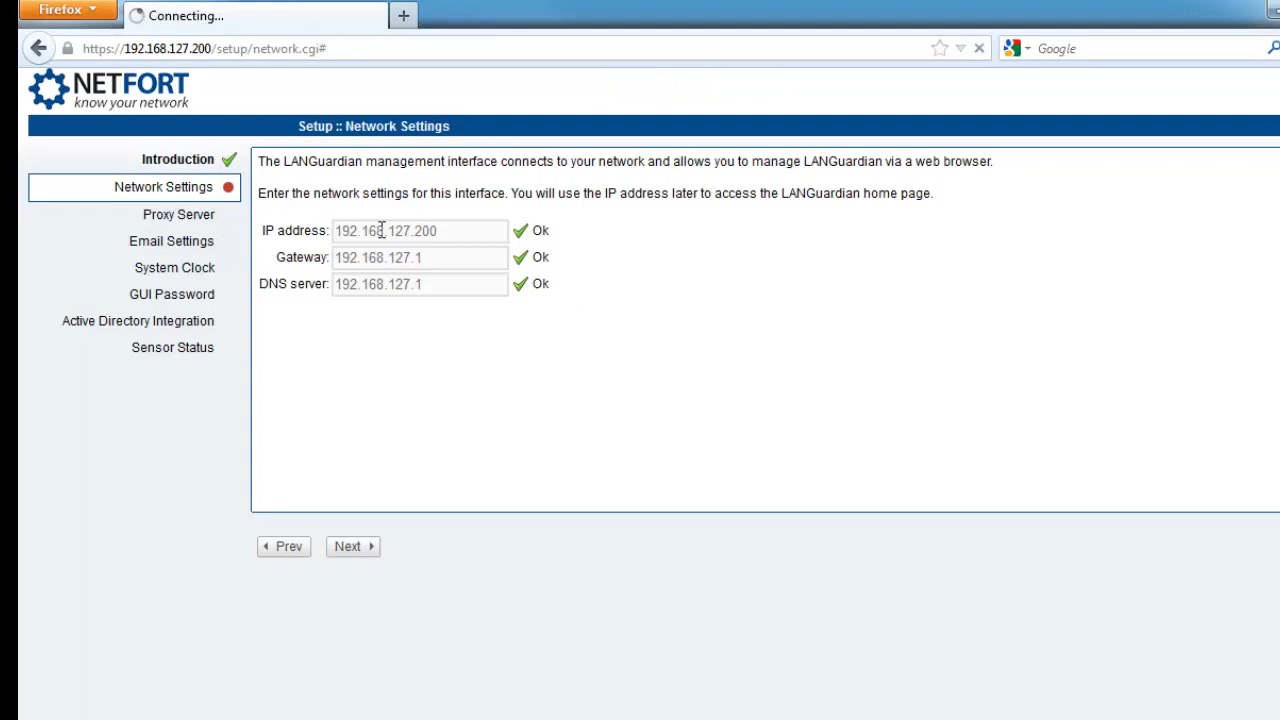 Firefox
Connecting...
https://192.168.127.200/setup/network.cgi#
Google
NETFORT
know your network
Setup :: Network Settings
Introduction
Network Settings
Proxy Server
Email Settings
System Clock
GUI Password
Active Directory Integration
Sensor Status
The LANGuardian management interface connects to your network and allows you to manage LANGuardian via a web browser.
Enter the network settings for this interface. You will use the IP address later to access the LANGuardian home page.
IP address: 192.168.127.200 Ok
Gateway: 192.168.127.1 Ok
DNS server: 192.168.127.1 Ok
Prev Next